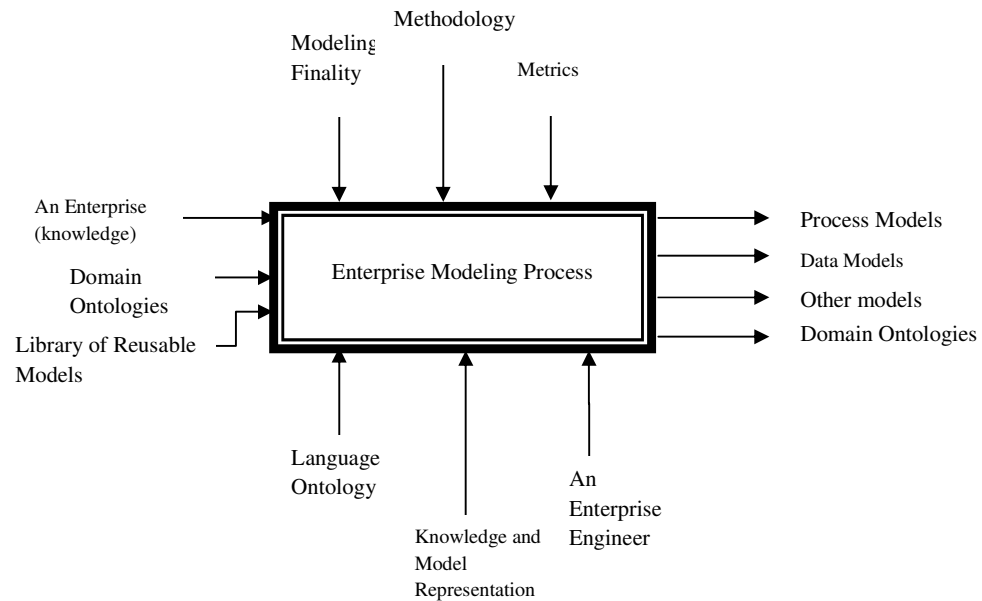 Methodology
Modeling
Finality
Metrics
An Enterprise
(knowledge)
Domain
Ontologies
Library of Reusable
Models
Enterprise Modeling Process
Process Models
Data Models
Other models
Domain Ontologies
Language
Ontology
Knowledge and
Model
Representation
An
Enterprise
Engineer